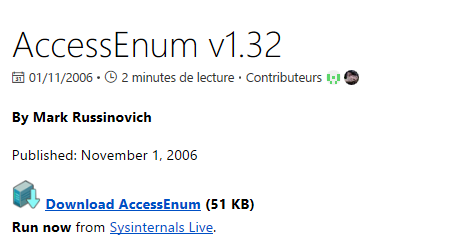 AccessEnum v1.32
01/11/2006 • 2 minutes de lecture • Contributeurs
By Mark Russinovich
Published: November 1, 2006
Download AccessEnum (51 KB)
Run now from Sysinternals Live.